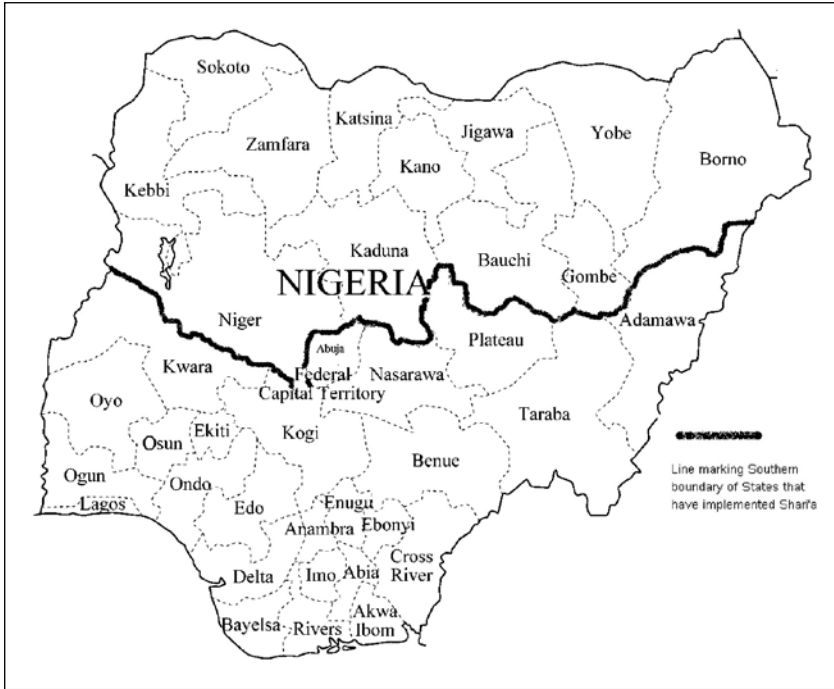 Sokoto
Katsina
Jigawa
Yobe
Zamfara
Kano
Borno
Kebbi
Kaduna
Bauchi
Gombe
NIGERIA
Niger
Adamawa
Abuja
Plateau
Kwara
Federal
Nasarawa
Capital Territory
Oyo
Taraba
Ekiti
Kogi
Osun
Benue
Line marking Southern
boundary of States that
have implemented Shari'a
Ogun
Ondo
Lagos
Edo
Enugu
Anambra
Ebonyi
Cross
River
Delta
Imo
Abia
Akwa
Ibom
Bayelsa
Rivers